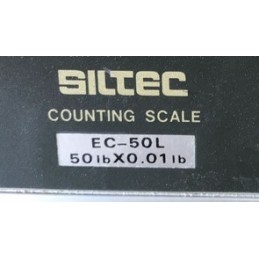 SILTEC
COUNTING SCALE
EC-50L
50lbX0.01lb